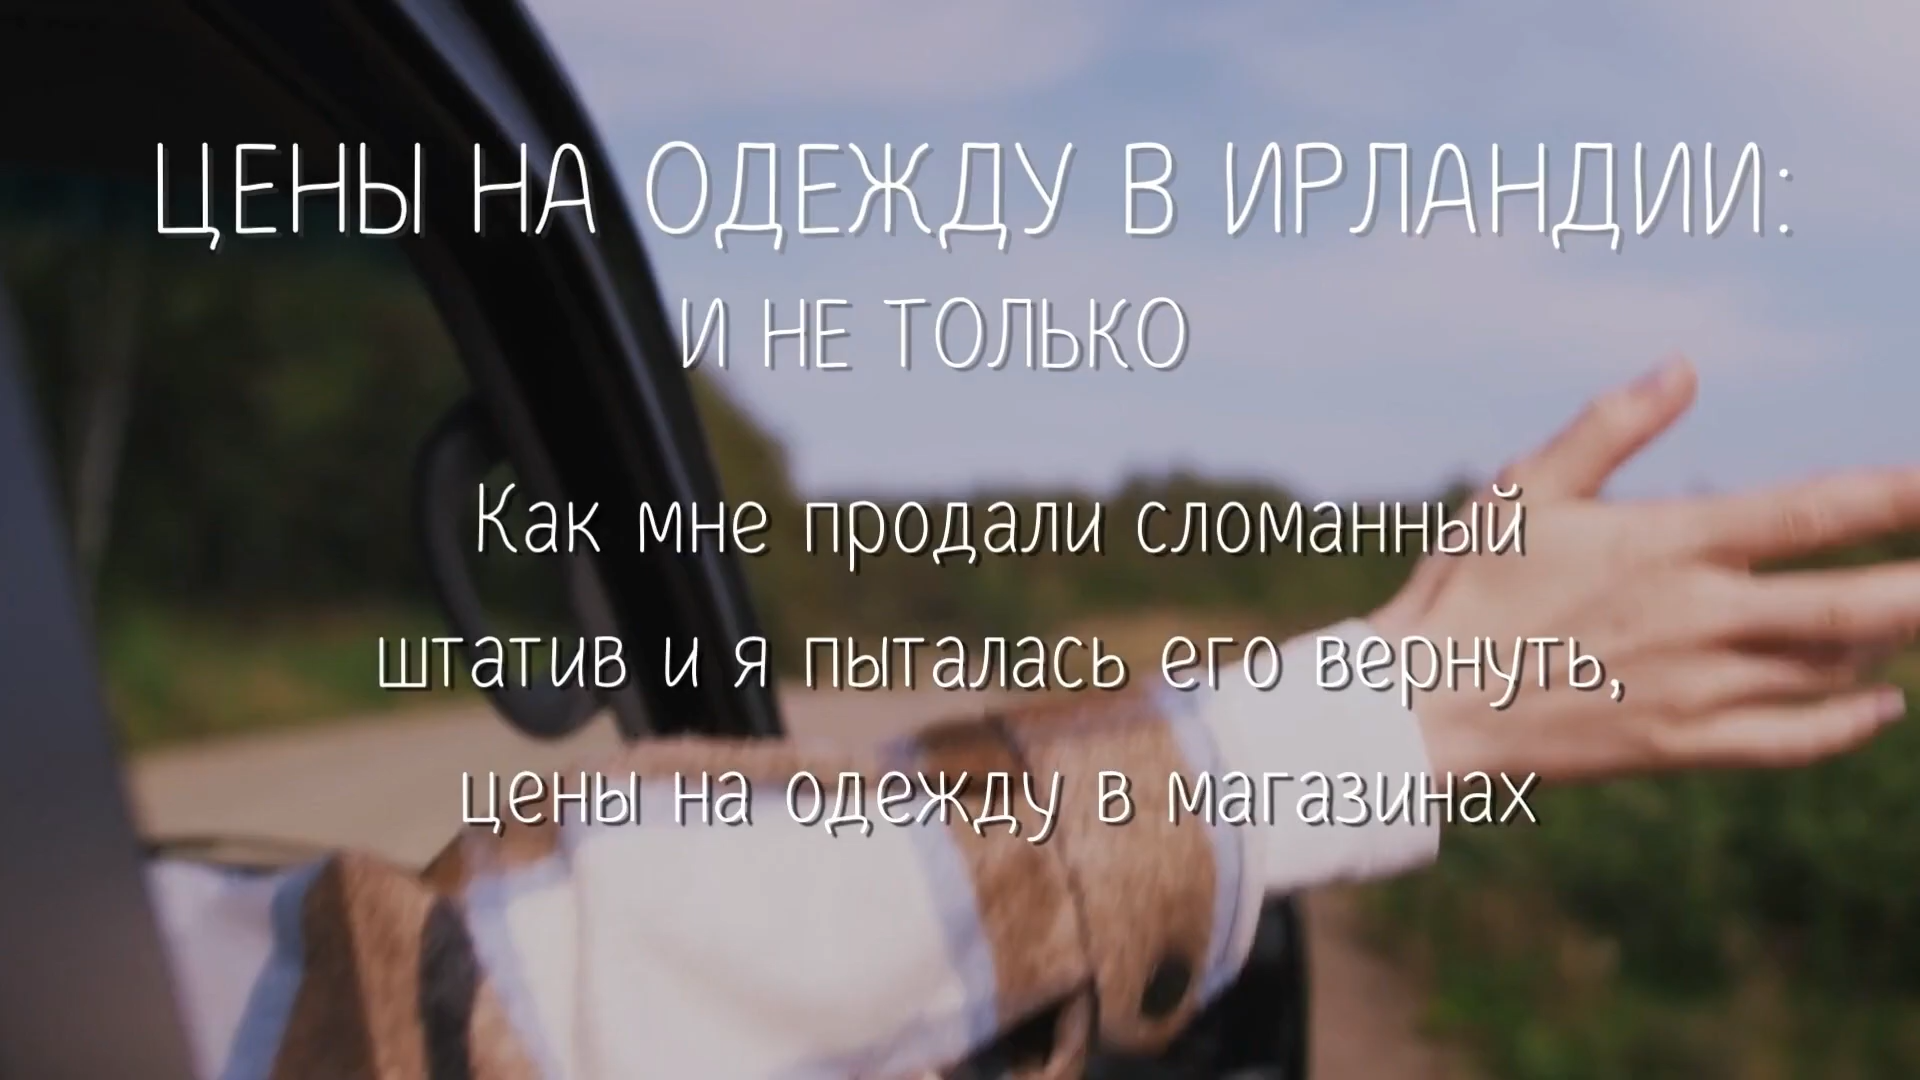 ЦЕНЫ НА ОДЕЖДУ В ИРЛАНДИИ:
И НЕ ТОЛЬКО
Как мне продали сломанный
штатив и я пыталась его вернуть,
цены на одежду в магазинах